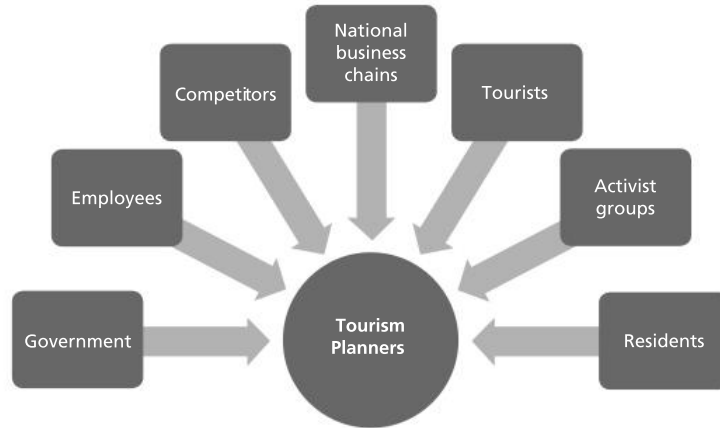 National
business
chains
Competitors
Tourists
Employees
Activist
groups
Government
Tourism
Planners
Residents